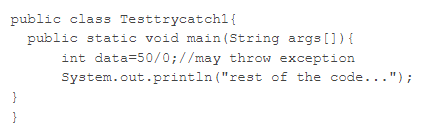 public class Testtrycatch1{
  public static void main(String args[]){
      int data=50/0;//may throw exception
      System.out.println("rest of the code...");
}
}